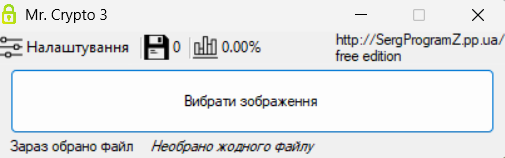 Mr. Crypto 3
Налаштування 0 0.00% http://SergProgramZ.pp.ua/
free edition
Вибрати зображення
Зараз обрано файл Необрано жодного файлу